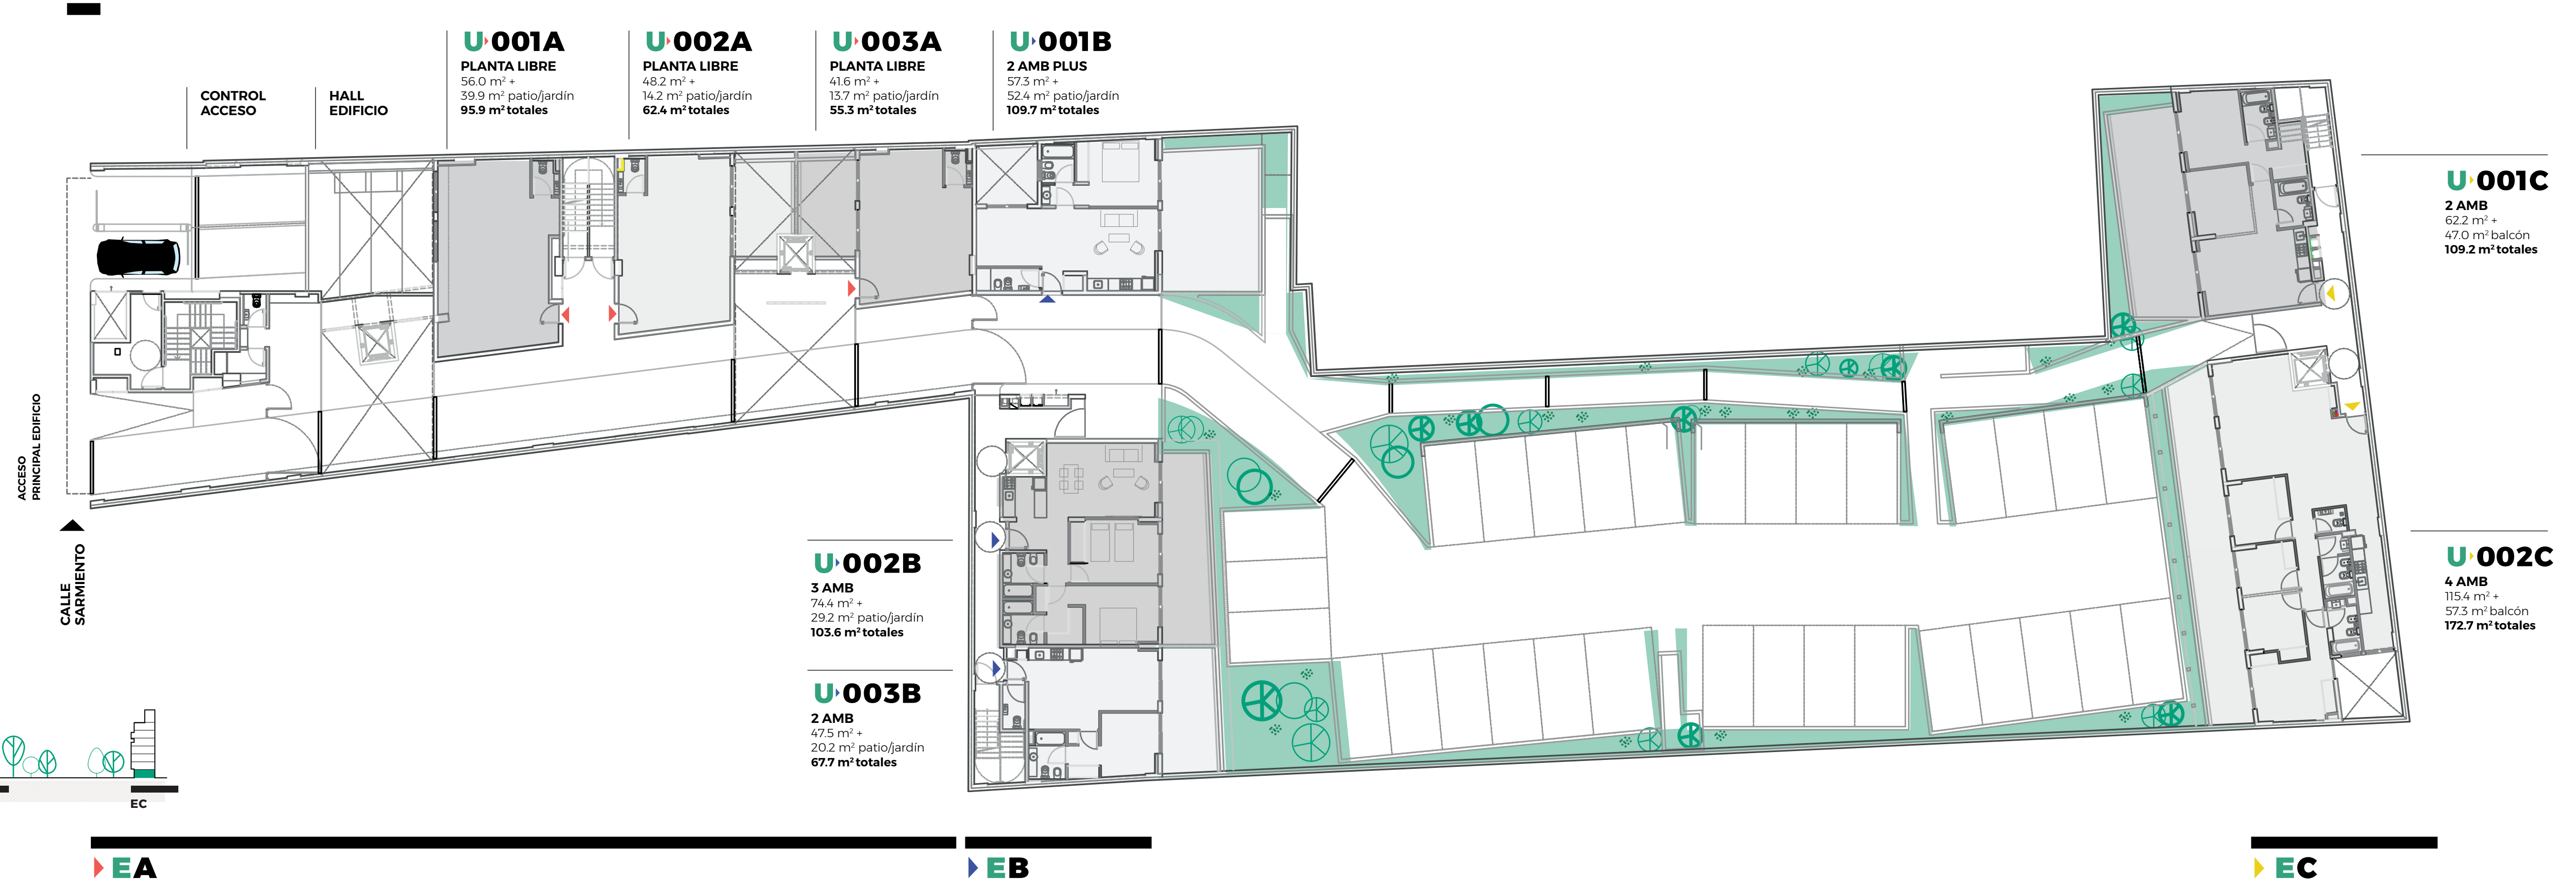 CONTROL
ACCESO
HALL
EDIFICIO
U 001A
PLANTA LIBRE
56.0 m² +
39.9 m² patio/jardín
95.9 m² totales
U 002A
PLANTA LIBRE
48.2 m² +
14.2 m² patio/jardín
62.4 m² totales
U 003A
PLANTA LIBRE
41.6 m² +
13.7 m² patio/jardín
55.3 m² totales
U 001B
2 AMB PLUS
57.3 m² +
52.4 m² patio/jardín
109.7 m² totales
U 001C
2 AMB
62.2 m² +
47.0 m² balcón
109.2 m² totales
ACCESO
PRINCIPAL EDIFICIO
CALLE
SARMIENTO
U 002B
3 AMB
74.4 m² +
29.2 m² patio/jardín
103.6 m² totales
U 003B
2 AMB
47.5 m² +
20.2 m² patio/jardín
67.7 m² totales
U 002C
4 AMB
115.4 m² +
57.3 m² balcón
172.7 m² totales
EC
EA
EB
EC